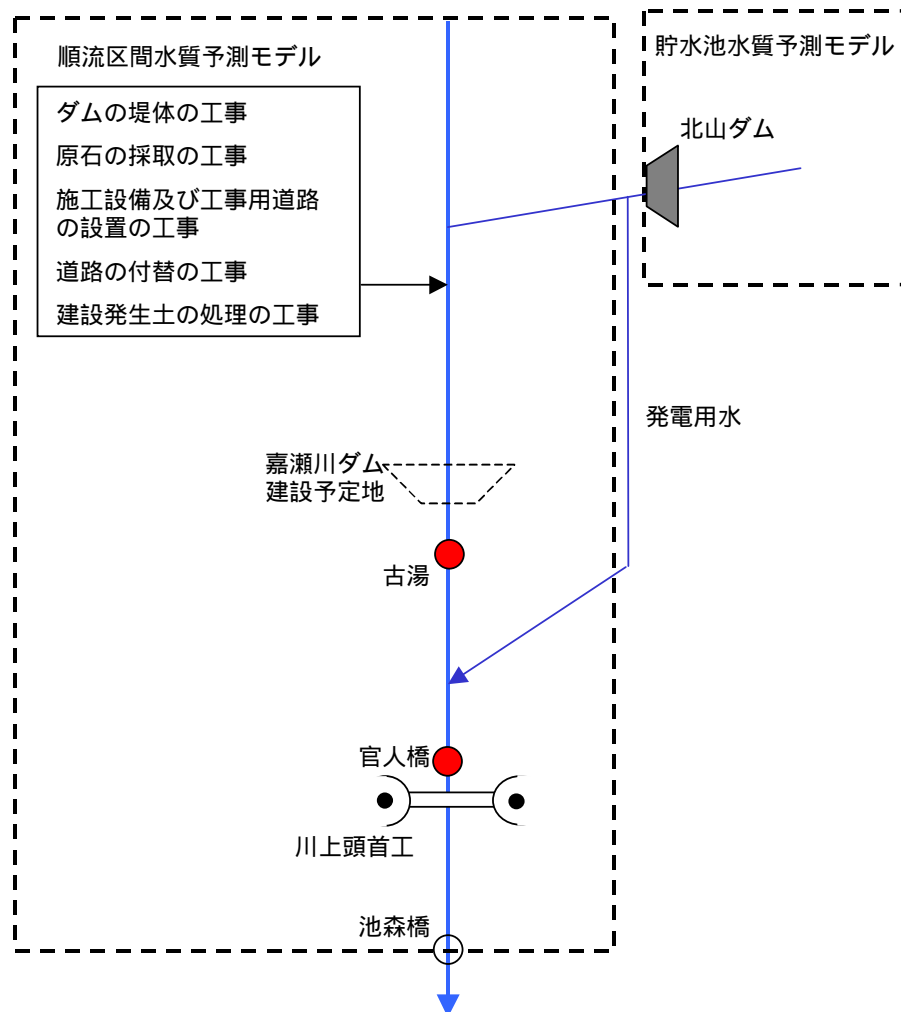 順流区間水質予測モデル
ダムの堤体の工事
原石の採取の工事
施工設備及び工事用道路
の設置の工事
道路の付替の工事
建設発生土の処理の工事
貯水池水質予測モデル
北山ダム
発電用水
嘉瀬川ダム
建設予定地
古湯
官人橋
川上頭首工
池森橋